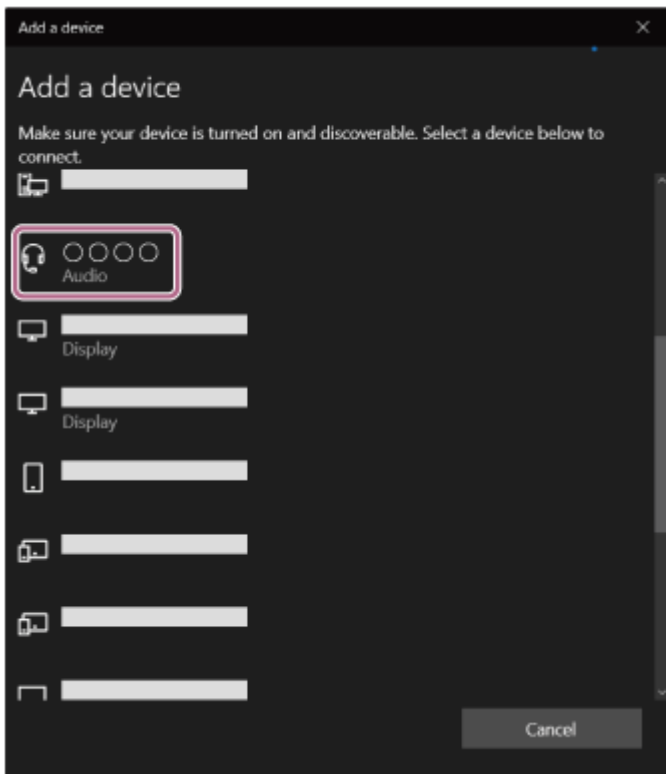 Add a device
Add a device
Make sure your device is turned on and discoverable. Select a device below to
connect.
○○○○
Audio
Display
Display
Cancel